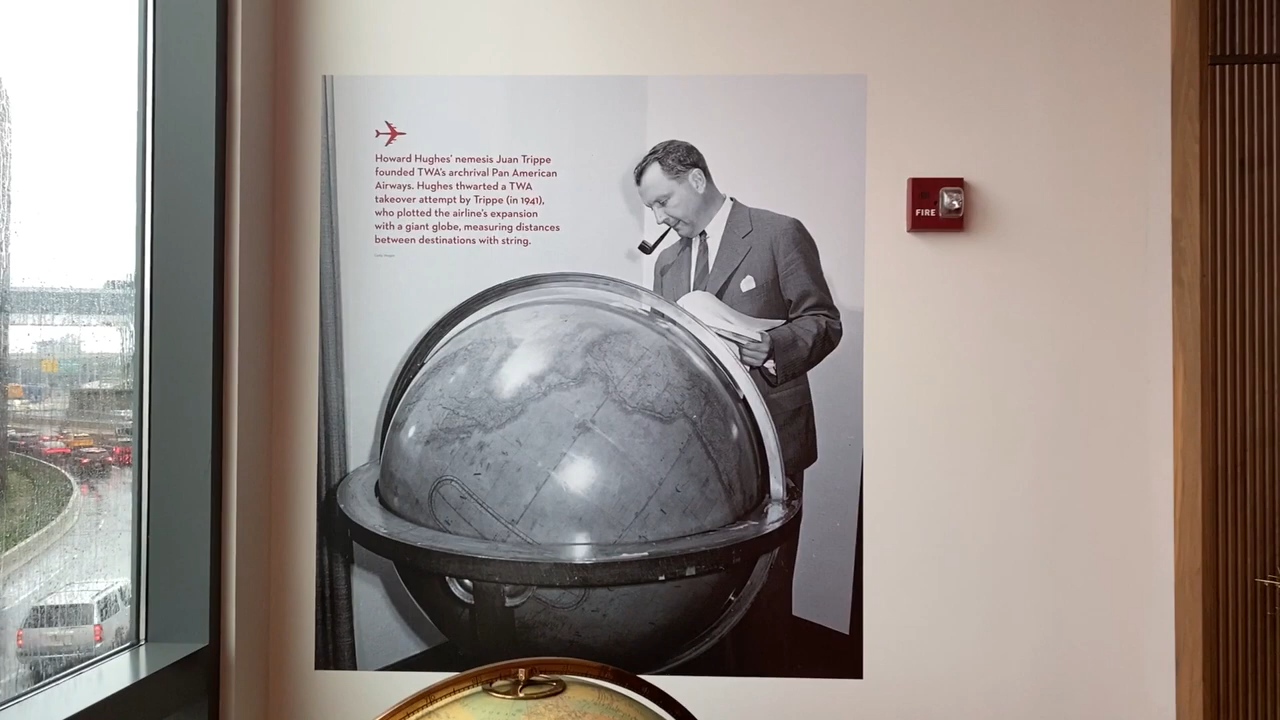 Howard Hughes' nemesis Juan Trippe
founded TWA's archrival Pan American
Airways. Hughes thwarted a TWA
takeover attempt by Trippe (in 1941),
who plotted the airline's expansion
with a giant globe, measuring distances
between destinations with string.
FIRE